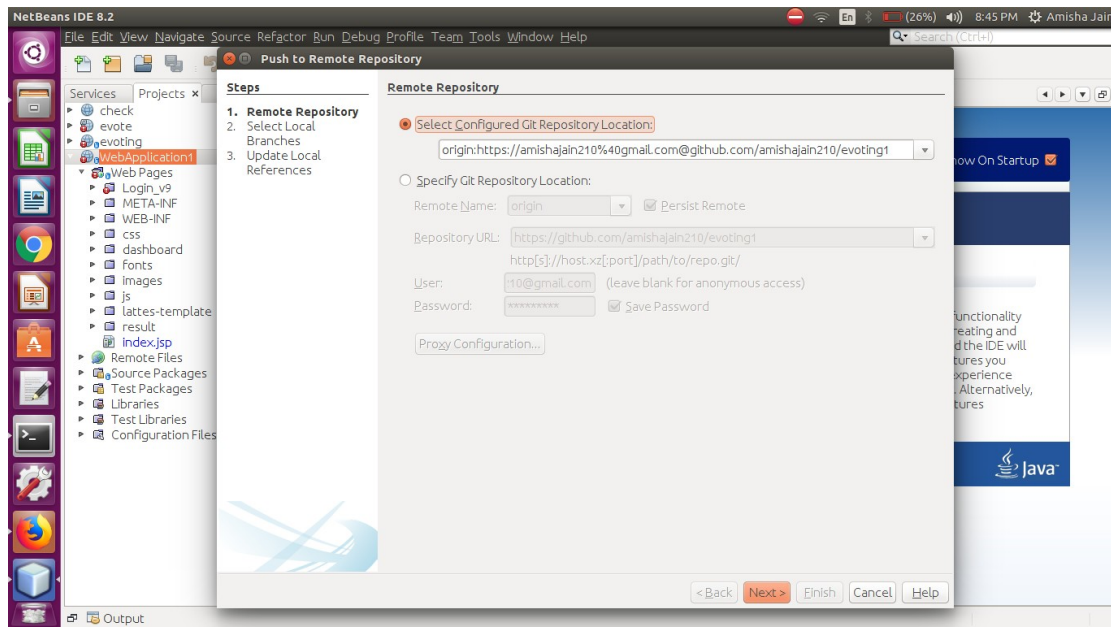 NetBeans IDE 8.2
En
(26%)
8:45 PM
Amisha Jain
File Edit View Navigate Source Refactor Run Debug Profile Team Tools Window Help
Search (Ctrl+I)
Push to Remote Repository
Services
Projects
check
evote
evoting
WebApplication1
Web Pages
Login_v9
META-INF
WEB-INF
css
dashboard
fonts
images
js
lattes-template
result
index.jsp
Remote Files
Source Packages
Test Packages
Libraries
Test Libraries
Configuration Files
Steps
1. Remote Repository
2. Select Local
Branches
3. Update Local
References
Remote Repository
Select Configured Git Repository Location:
origin:https://amishajain210%40gmail.com@github.com/amishajain210/evoting1
Specify Git Repository Location:
Remote Name: origin
Persist Remote
Repository URL: https://github.com/amishajain210/evoting1
http[s]://host.xz[:port]/path/to/repo.git/
User: 10@gmail.com (leave blank for anonymous access)
Password: *********
Save Password
Proxy Configuration...
< Back
Next >
Finish
Cancel
Help
now On Startup
functionality
reating and
d the IDE will
tures you
experience
. Alternatively,
tures
Java
Output